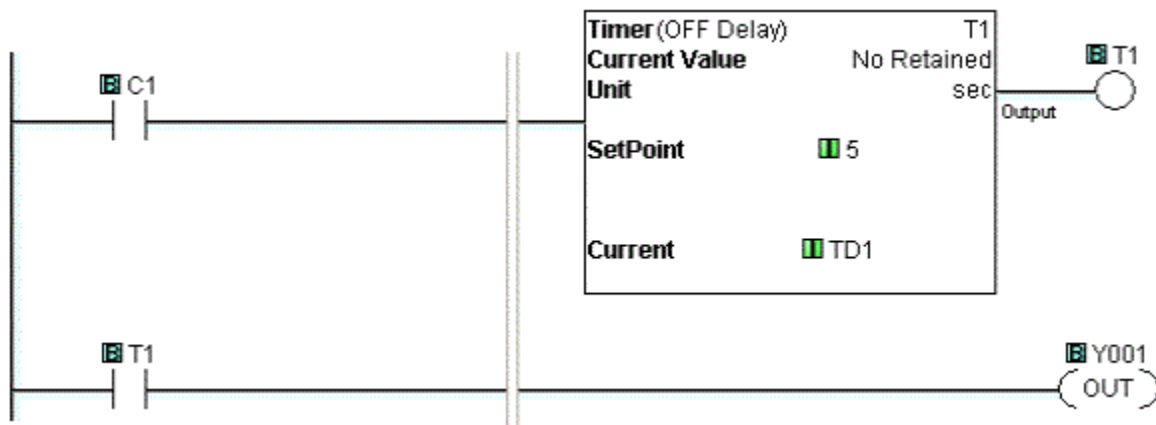 Timer(OFF Delay) T1
Current Value No Retained
Unit sec
SetPoint 5
Current TD1
C1
Output
B T1
B T1
B Y001
OUT